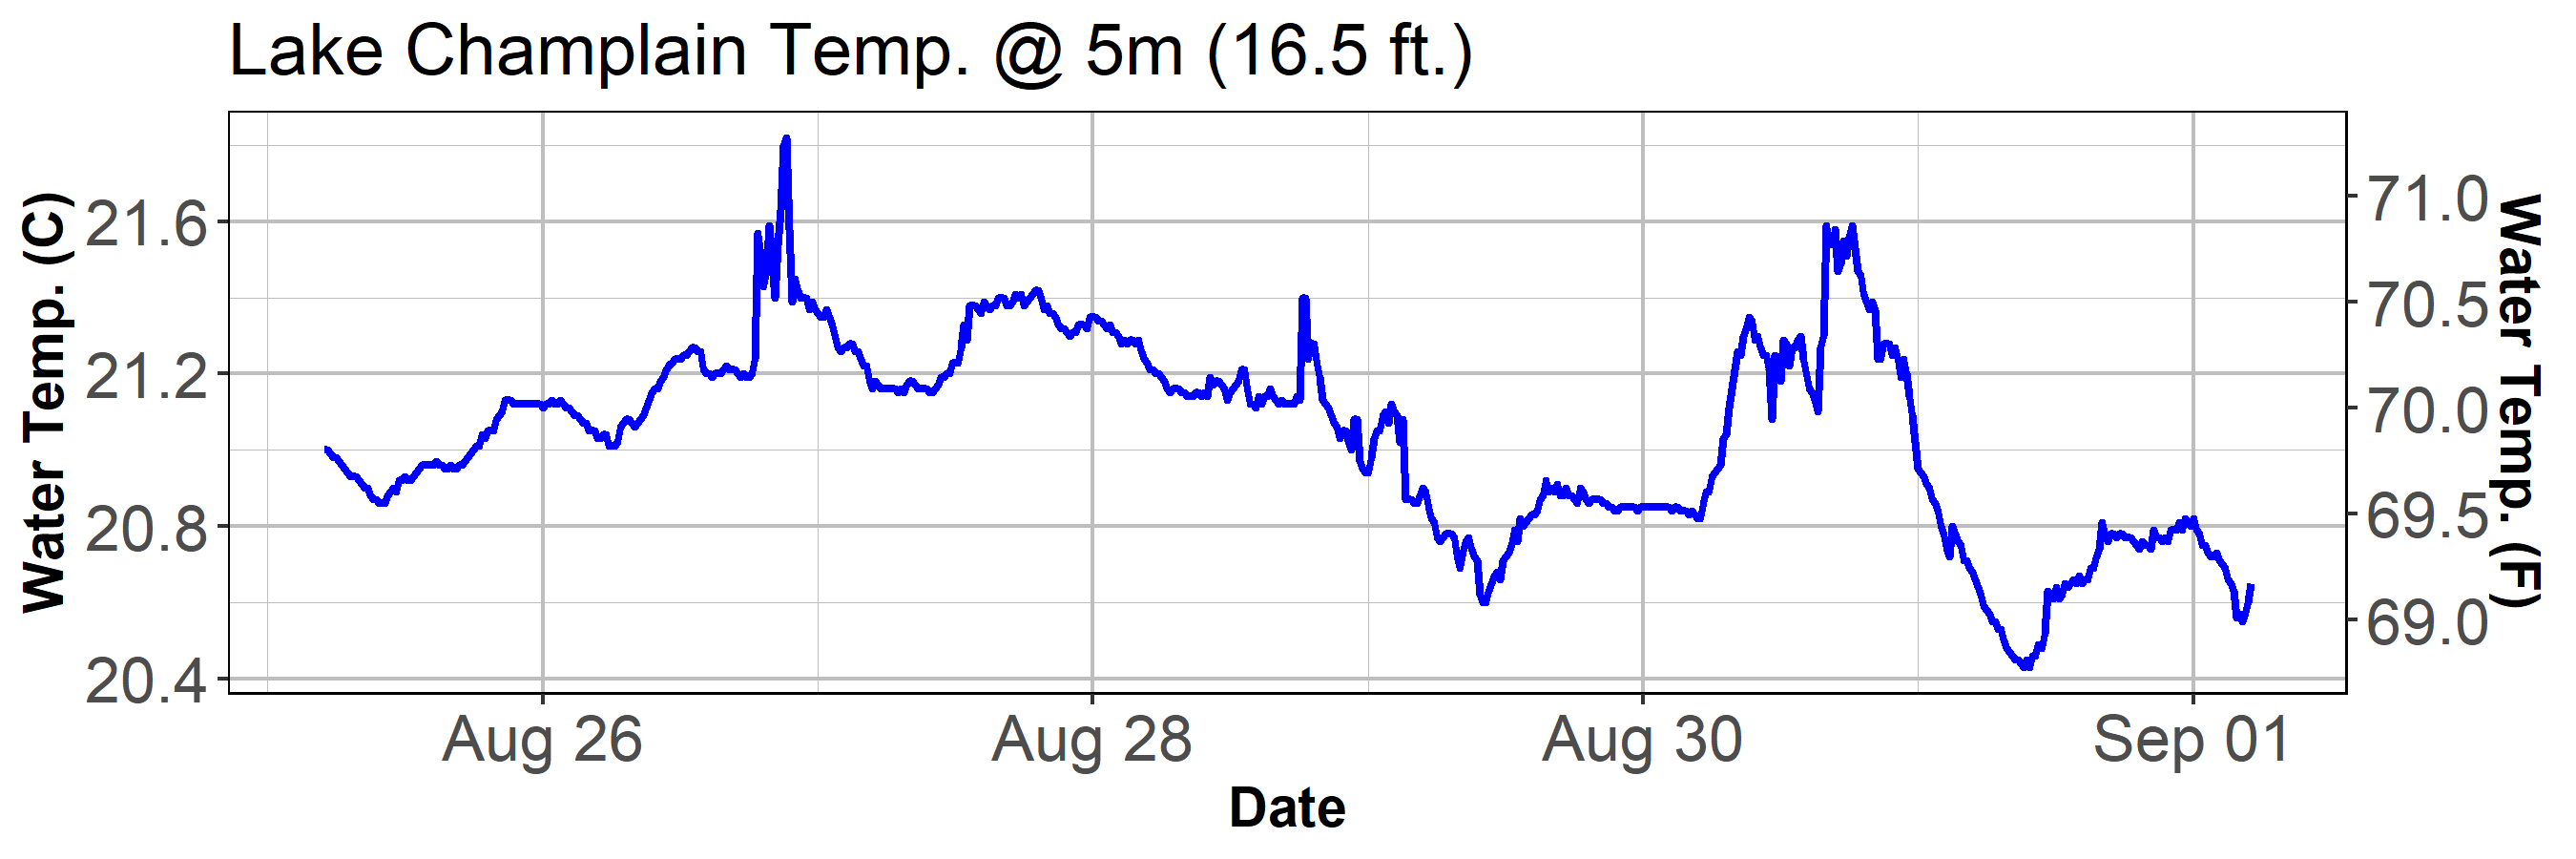 Lake Champlain Temp. @ 5m (16.5 ft.)
Water Temp. (C)
21.6
21.2
20.8
20.4
71.0
70.5
70.0
69.5
69.0
Water Temp. (F)
Aug 26
Aug 28
Aug 30
Sep 01
Date